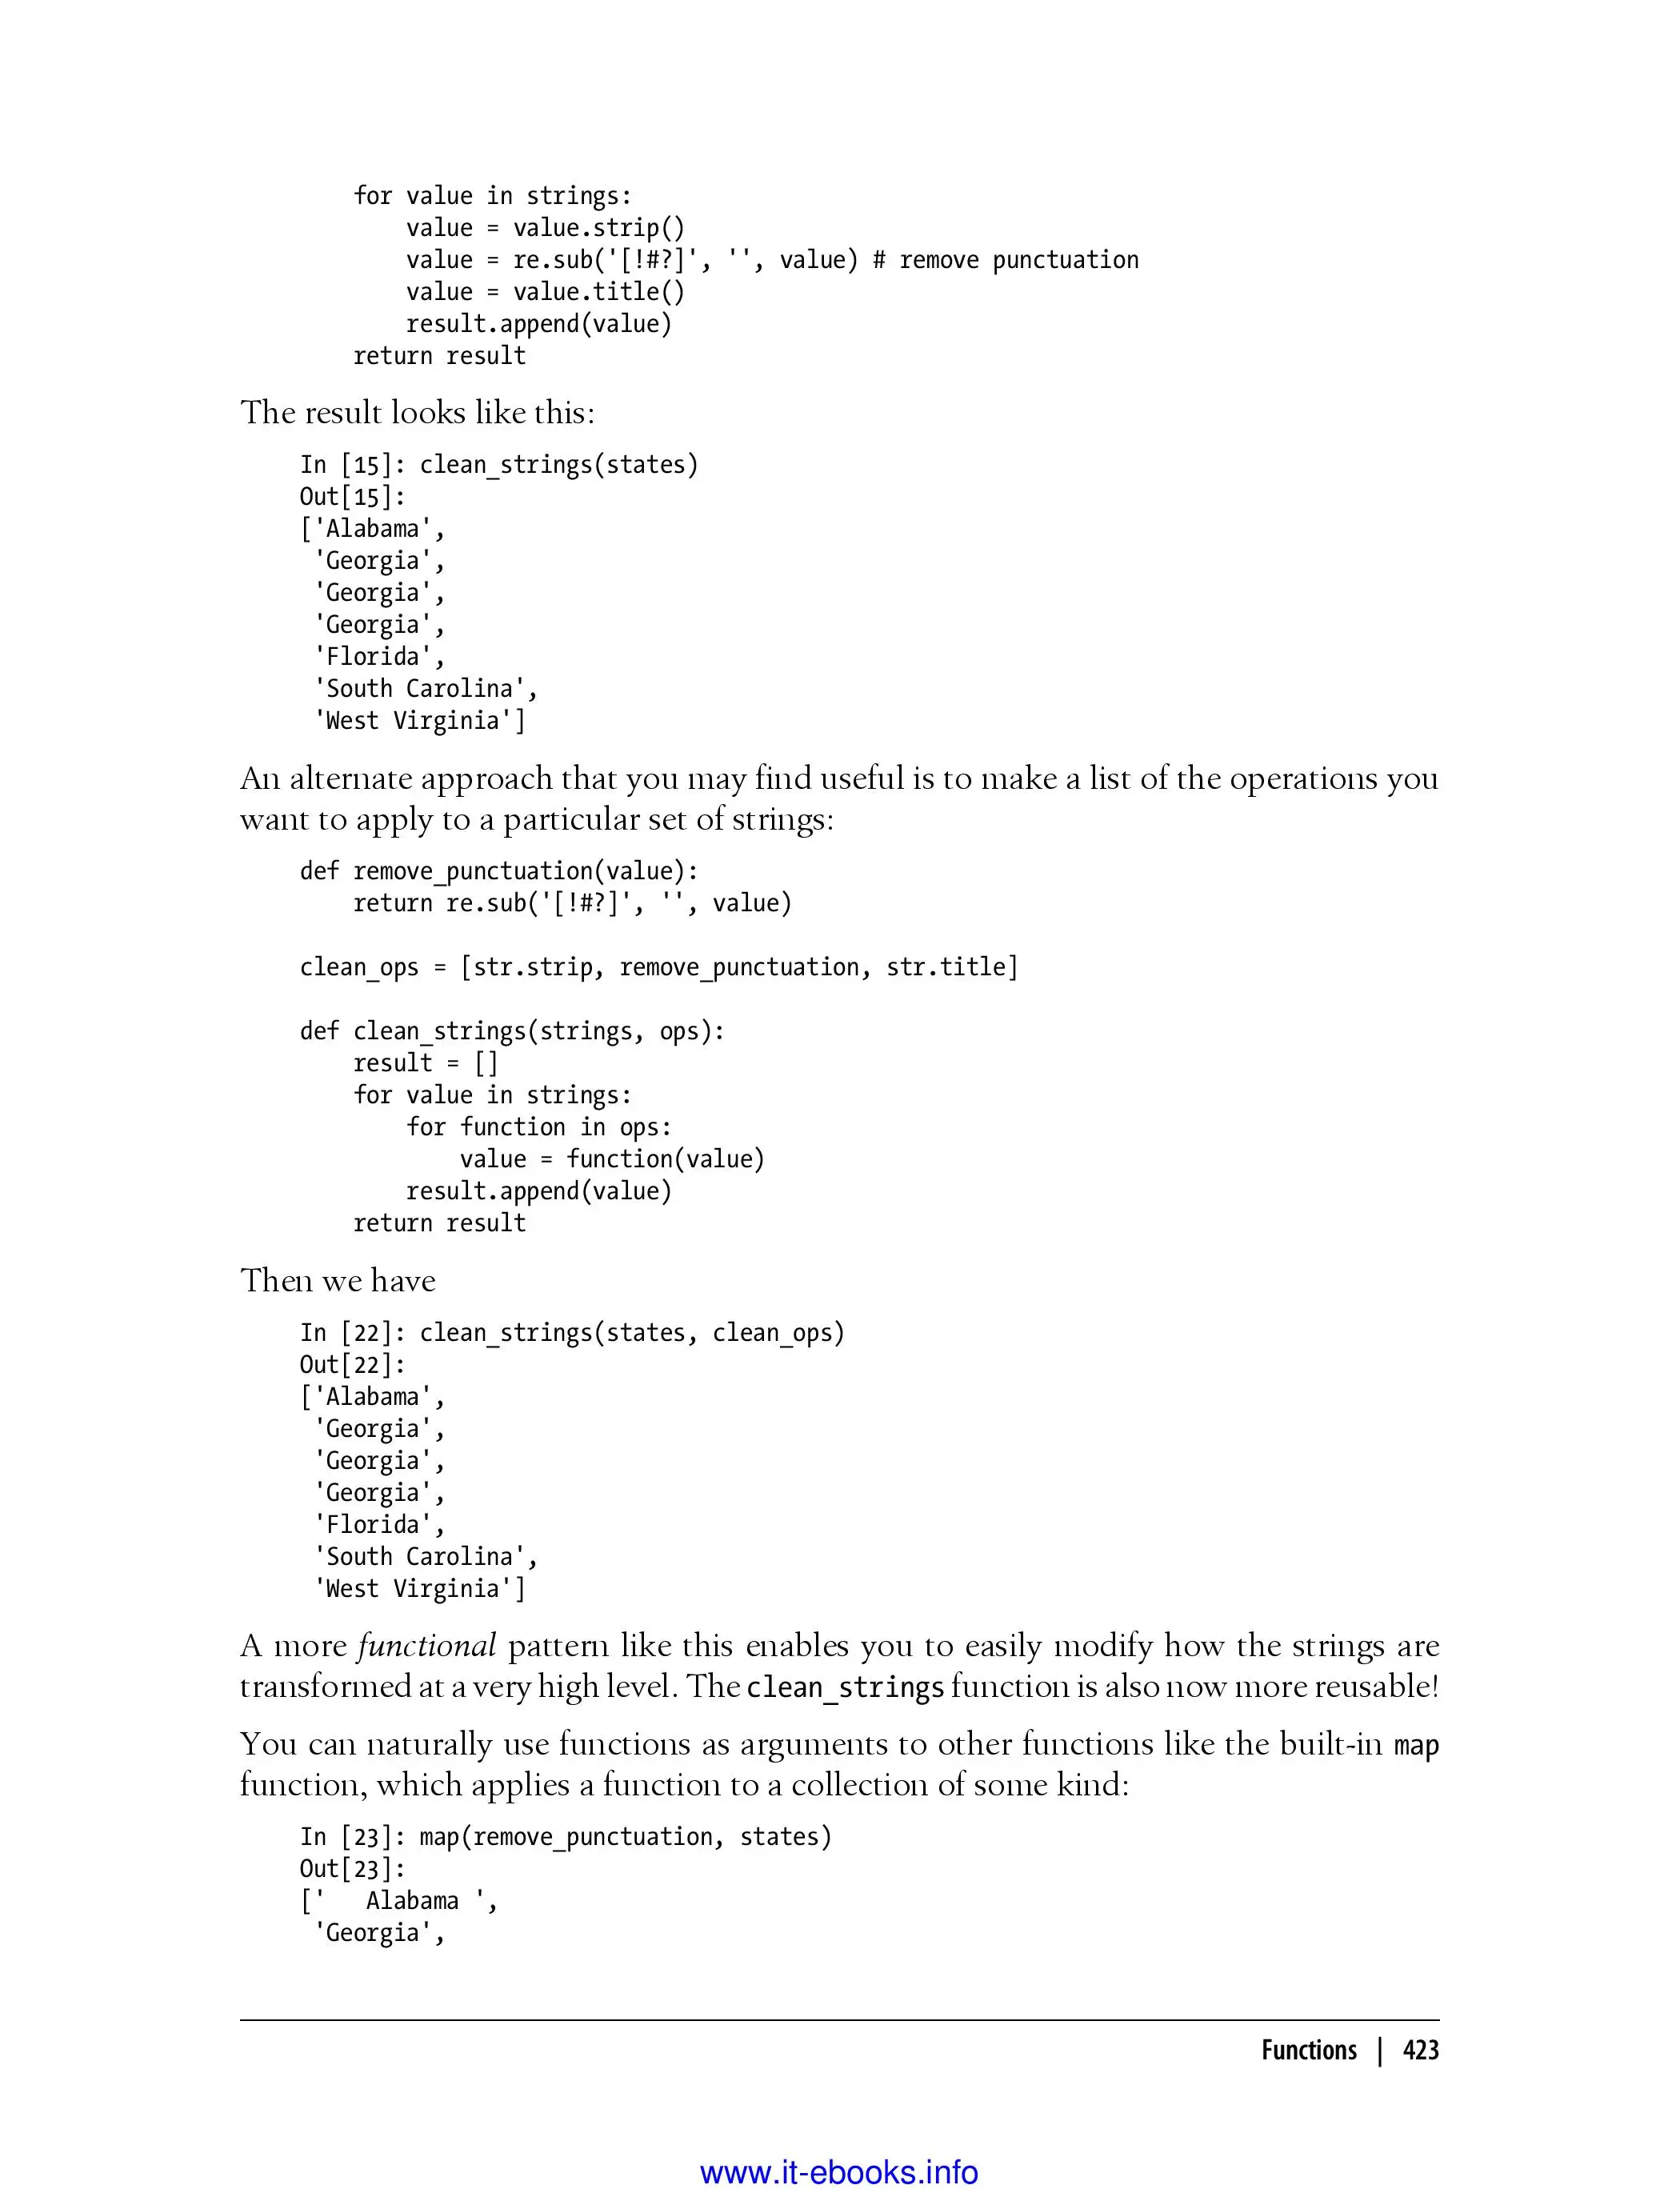 for value in strings:
        value = value.strip()
        value = re.sub('[!#?]', '', value) # remove punctuation
        value = value.title()
        result.append(value)
    return result
The result looks like this:
In [15]: clean_strings(states)
Out[15]:
['Alabama',
 'Georgia',
 'Georgia',
 'Georgia',
 'Florida',
 'South Carolina',
 'West Virginia']
An alternate approach that you may find useful is to make a list of the operations you
want to apply to a particular set of strings:
def remove_punctuation(value):
    return re.sub('[!#?]', '', value)
clean_ops = [str.strip, remove_punctuation, str.title]
def clean_strings(strings, ops):
    result = []
    for value in strings:
        for function in ops:
            value = function(value)
        result.append(value)
    return result
Then we have
In [22]: clean_strings(states, clean_ops)
Out[22]:
['Alabama',
 'Georgia',
 'Georgia',
 'Georgia',
 'Florida',
 'South Carolina',
 'West Virginia']
A more functional pattern like this enables you to easily modify how the strings are
transformed at a very high level. The clean_strings function is also now more reusable!
You can naturally use functions as arguments to other functions like the built-in map
function, which applies a function to a collection of some kind:
In [23]: map(remove_punctuation, states)
Out[23]:
['   Alabama ',
 'Georgia',
Functions | 423
www.it-ebooks.info